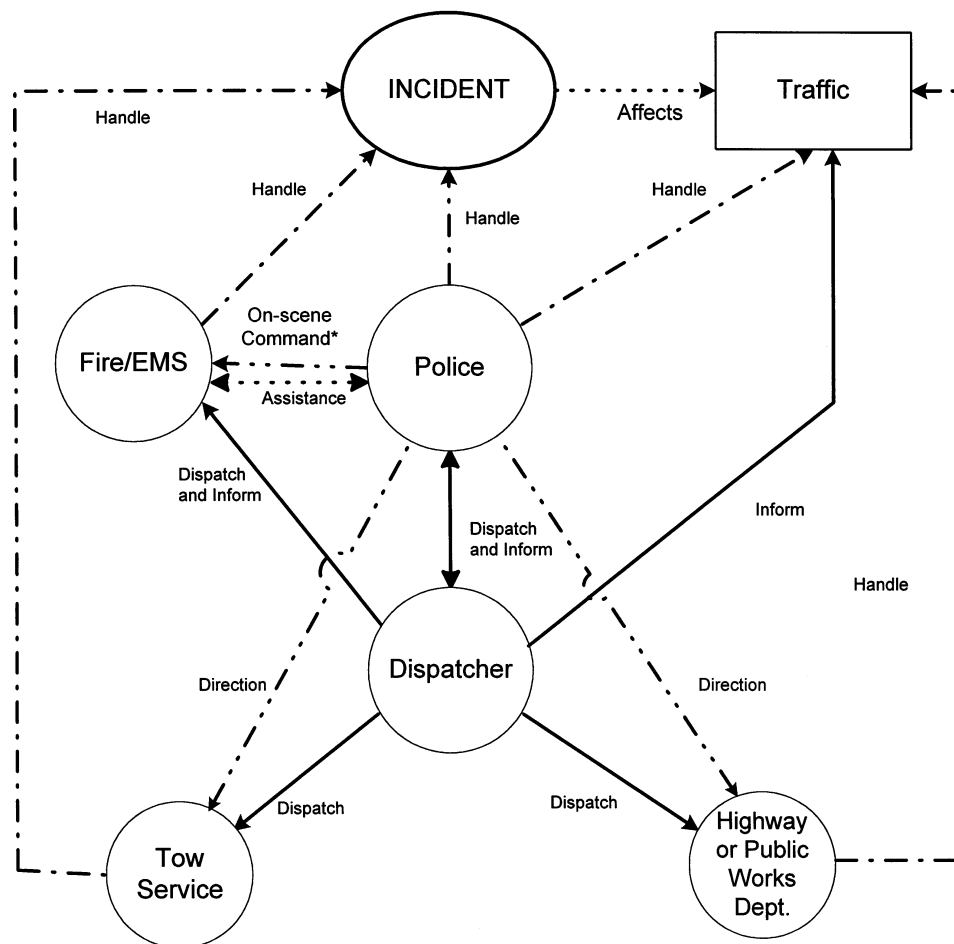 INCIDENT
Traffic
Affects
Handle
Handle
Handle
Handle
On-scene
Command*
Fire/EMS
Police
Assistance
Dispatch
and Inform
Dispatch
and Inform
Inform
Handle
Dispatcher
Direction
Direction
Dispatch
Dispatch
Tow
Service
Highway
or Public
Works
Dept.